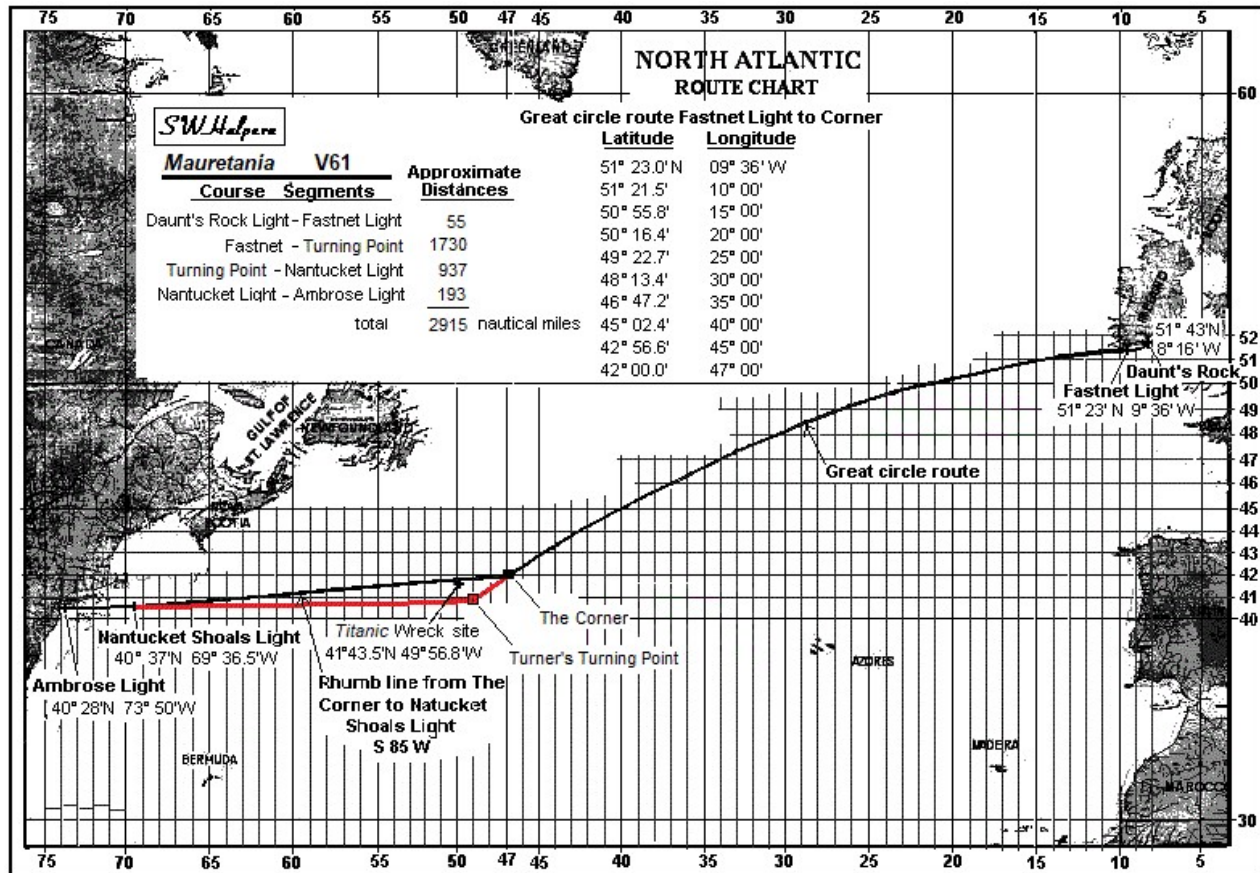 75 70 65 60 55 50 47 45 40 35 30 25 20 15 10 5
GREENLAND
NORTH ATLANTIC
ROUTE CHART
60
SWHalpern
Mauretania V61
Course Segments
Approximate
Distances
Daunt's Rock Light - Fastnet Light 55
Fastnet - Turning Point 1730
Turning Point - Nantucket Light 937
Nantucket Light - Ambrose Light 193
total 2915 nautical miles
Great circle route Fastnet Light to Corner
Latitude Longitude
51° 23.0' N 09° 36' W
51° 21.5' 10° 00'
50° 55.8' 15° 00'
50° 16.4' 20° 00'
49° 22.7' 25° 00'
48° 13.4' 30° 00'
46° 47.2' 35° 00'
45° 02.4' 40° 00'
42° 56.6' 45° 00'
42° 00.0' 47° 00'
CANADA
GULF OF
ST. LAWRENCE
NEWFOUNDLAND
51° 43'N
8° 16' W
Daunt's Rock
Fastnet Light
51° 23' N 9° 36' W
52
51
50
49
48
47
46
45
44
43
42
41
40
Great circle route
The Corner
Turner's Turning Point
Titanic Wreck site
41°43.5'N 49°56.8'W
Nantucket Shoals Light
40° 37'N 69° 36.5'W
Ambrose Light
40° 28'N 73° 50'W
Rhumb line from The
Corner to Natucket
Shoals Light
S 85 W
AZORES
BERMUDA
MADEIRA
MAROCCO
30
75 70 65 60 55 50 47 45 40 35 30 25 20 15 10 5